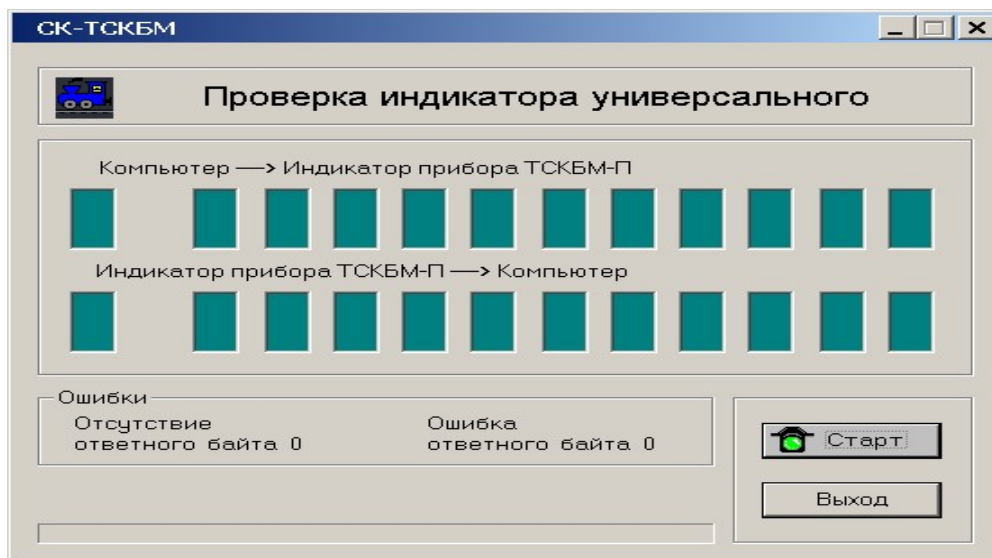 СК-ТСКБМ
Проверка индикатора универсального
Компьютер —> Индикатор прибора ТСКБМ-П
Индикатор прибора ТСКБМ-П —> Компьютер
Ошибки
Отсутствие
ответного байта 0
Ошибка
ответного байта 0
Старт
Выход